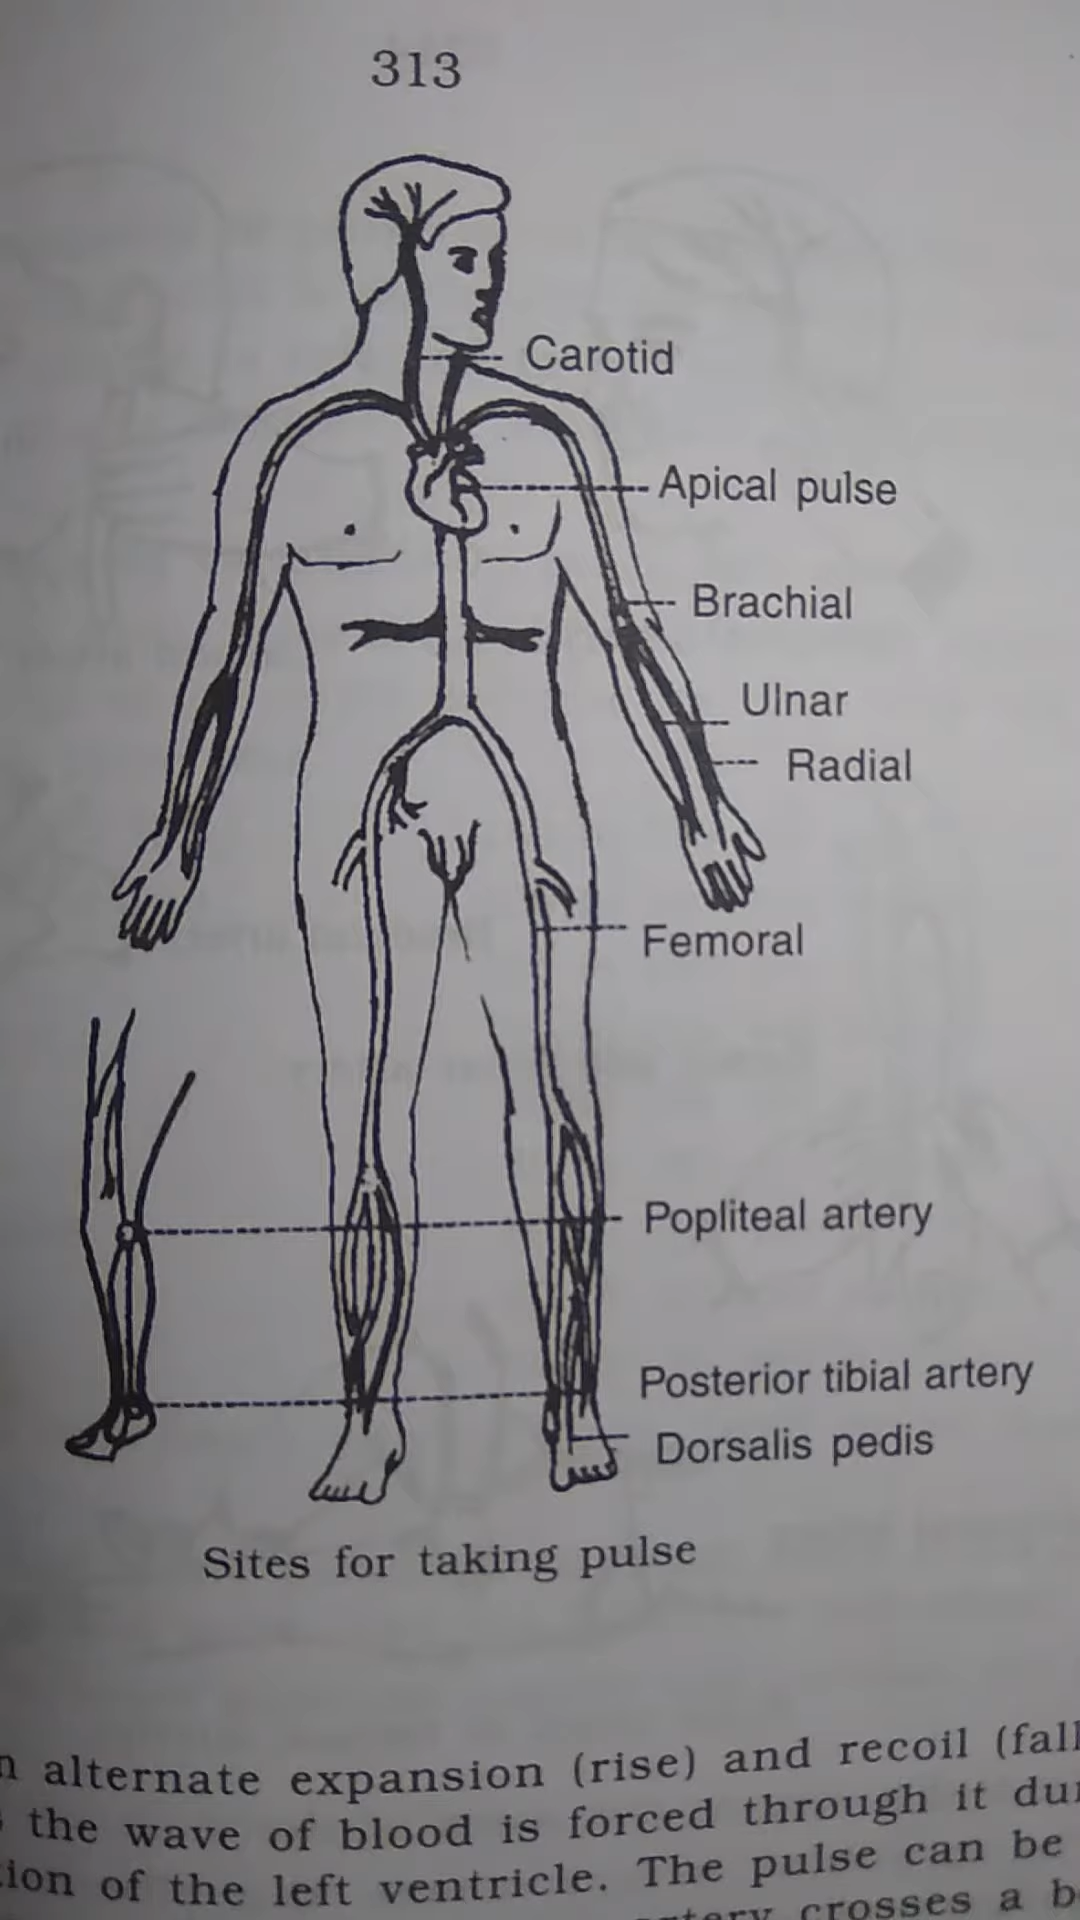 313
Carotid
Apical pulse
Brachial
Ulnar
Radial
Femoral
Popliteal artery
Posterior tibial artery
Dorsalis pedis
Sites for taking pulse
alternate expansion (rise) and recoil (fall
the wave of blood is forced through it
of the left ventricle. The pulse can be
crosses a